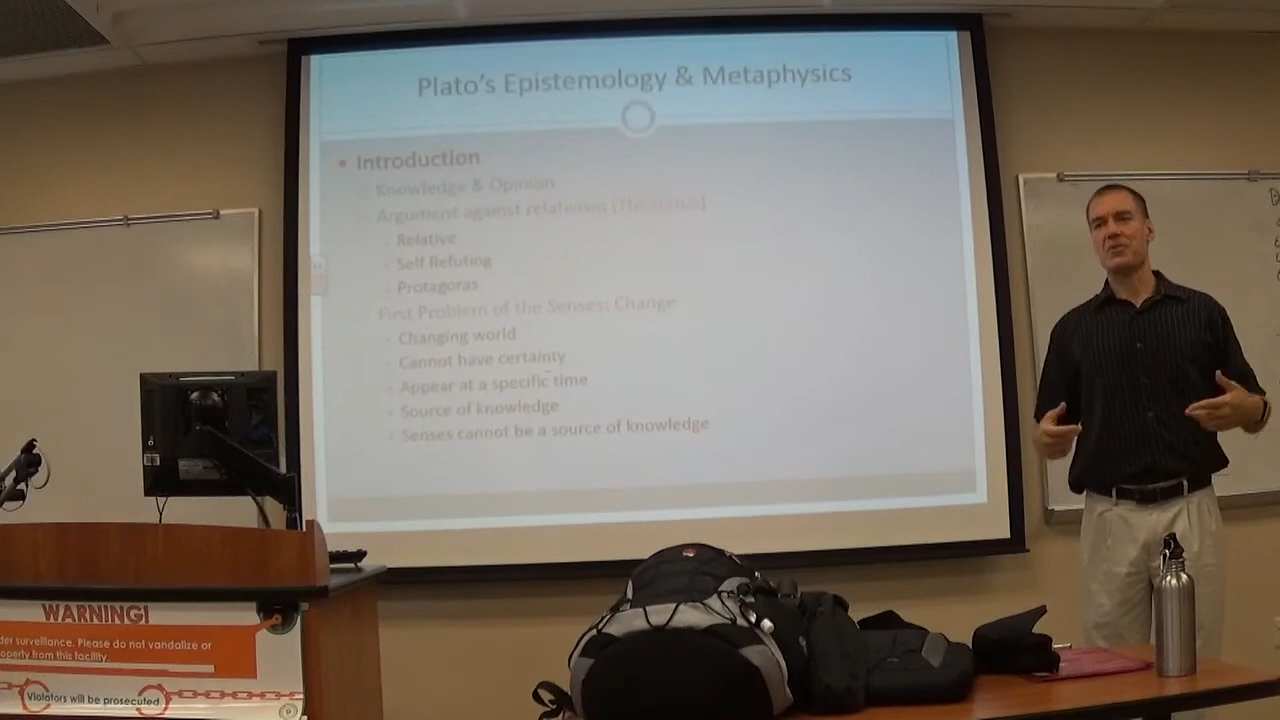 Plato's Epistemology & Metaphysics
• Introduction
Knowledge & Opinion
Argument against relativism (Theaetetus)
Relative
Self Refuting
Protagoras
First Problem of the Senses: Change
Changing world
Cannot have certainty
Appear at a specific time
Source of knowledge
Senses cannot be a source of knowledge
WARNING!
der surveillance. Please do not vandalize or
operty from this facility.
Violators will be prosecuted.